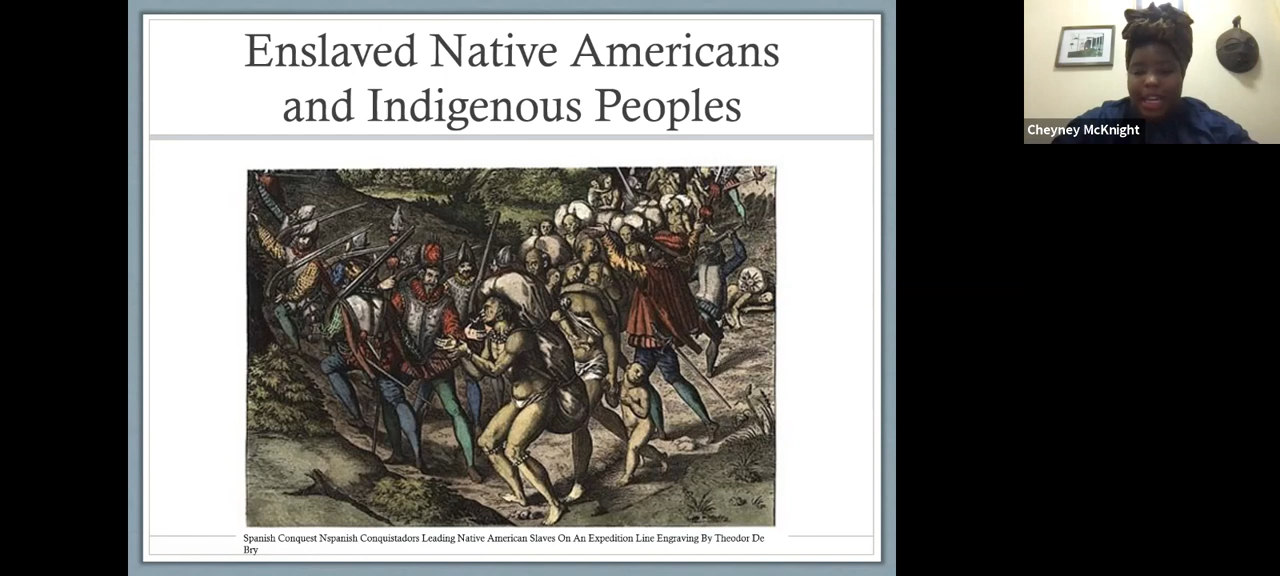 Enslaved Native Americans
and Indigenous Peoples
Cheyney McKnight
Spanish Conquest Nspanish Conquistadors Leading Native American Slaves On An Expedition Line Engraving By Theodor De
Bry